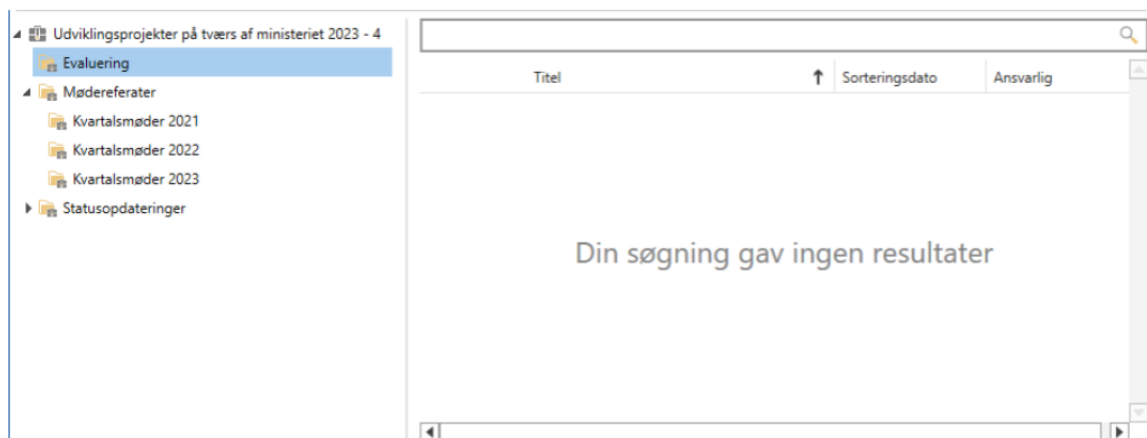 Udviklingsprojekter på tværs af ministeriet 2023 - 4
Evaluering
Mødereferater
Kvartalsmøder 2021
Kvartalsmøder 2022
Kvartalsmøder 2023
Statusopdateringer
Titel Sorteringsdato Ansvarlig
Din søgning gav ingen resultater